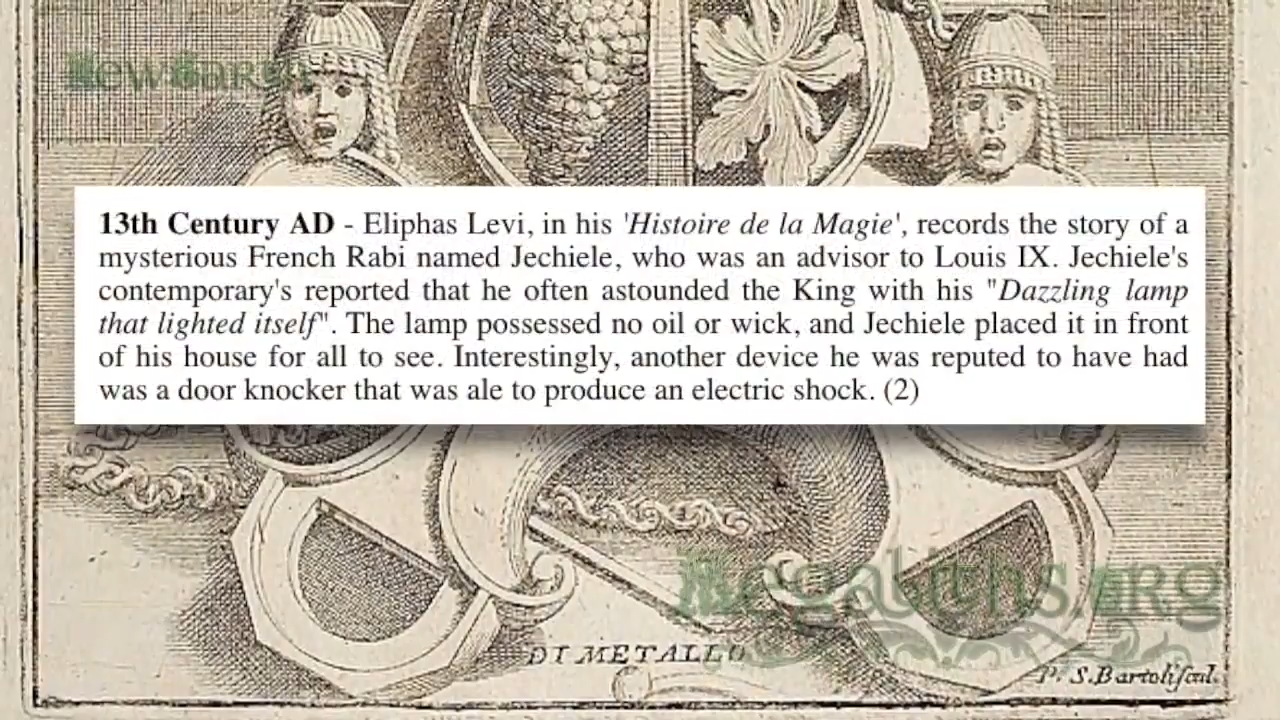 13th Century AD - Eliphas Levi, in his 'Histoire de la Magie', records the story of a
mysterious French Rabi named Jechiele, who was an advisor to Louis IX. Jechiele's
contemporary's reported that he often astounded the King with his "Dazzling lamp
that lighted itself". The lamp possessed no oil or wick, and Jechiele placed it in front
of his house for all to see. Interestingly, another device he was reputed to have had
was a door knocker that was ale to produce an electric shock. (2)
Megaliths.org
DI METALLO
P. S. Bartoli scul.